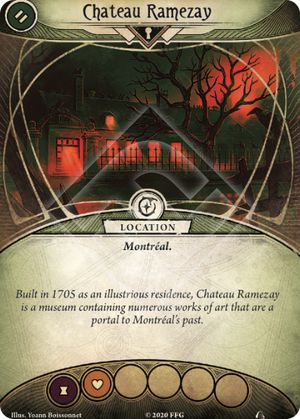 Chateau Ramezay
LOCATION
Montréal.
Built in 1705 as an illustrious residence, Chateau Ramezay
is a museum containing numerous works of art that are a
portal to Montréal's past.
Illus. Yoann Boissonnet
© 2020 FFG